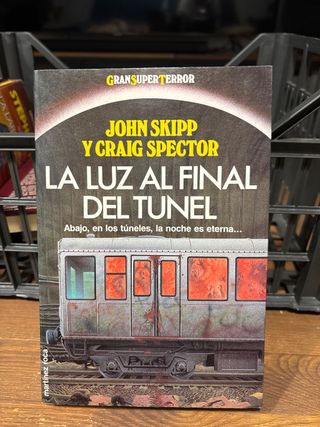 GRANSUPERTERROR
JOHN SKIPP
Y CRAIG SPECTOR
LA LUZ AL FINAL
DEL TUNEL
Abajo, en los túneles, la noche es eterna...
martínez roca